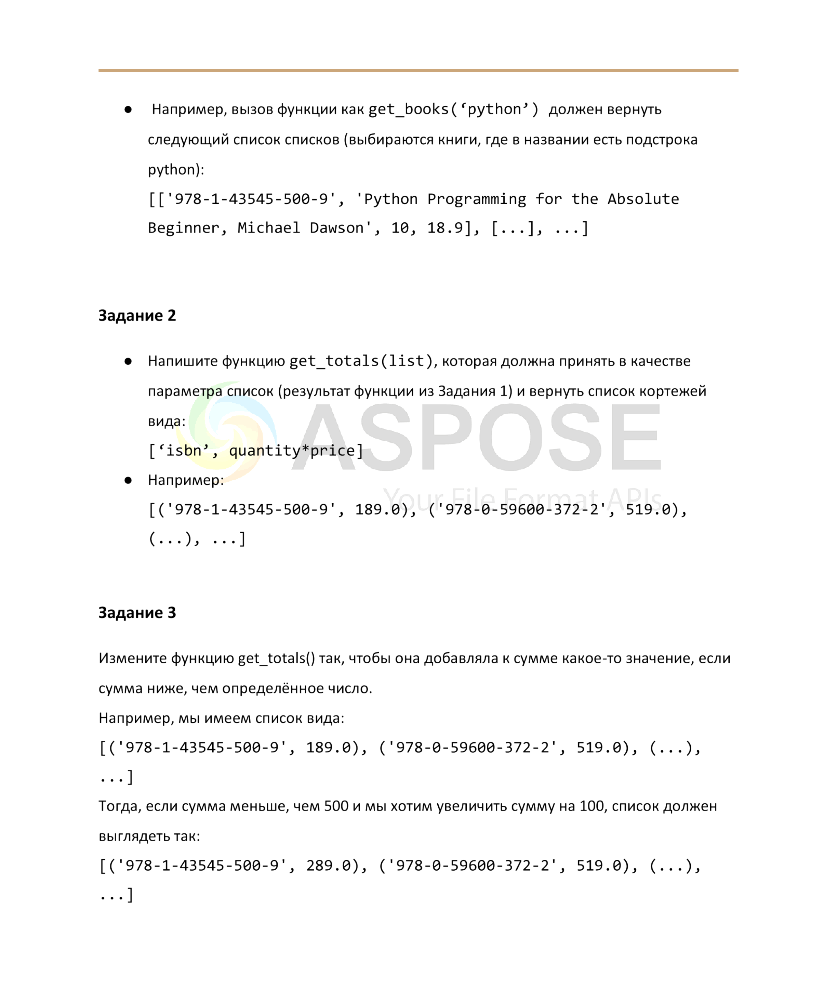 ● Например, вызов функции как get_books(‘python’) должен вернуть
следующий список списков (выбираются книги, где в названии есть подстрока
python):
[['978-1-43545-500-9', 'Python Programming for the Absolute
Beginner, Michael Dawson', 10, 18.9], [...], ...]
Задание 2
● Напишите функцию get_totals(list), которая должна принять в качестве
параметра список (результат функции из Задания 1) и вернуть список кортежей
вида:
[‘isbn’, quantity*price]
ASPOSE
● Например:
Your File Format APIs
[('978-1-43545-500-9', 189.0), ('978-0-59600-372-2', 519.0),
(...), ...]
Задание 3
Измените функцию get_totals() так, чтобы она добавляла к сумме какое-то значение, если
сумма ниже, чем определённое число.
Например, мы имеем список вида:
[('978-1-43545-500-9', 189.0), ('978-0-59600-372-2', 519.0), (...),
...]
Тогда, если сумма меньше, чем 500 и мы хотим увеличить сумму на 100, список должен
выглядеть так:
[('978-1-43545-500-9', 289.0), ('978-0-59600-372-2', 519.0), (...),
...]